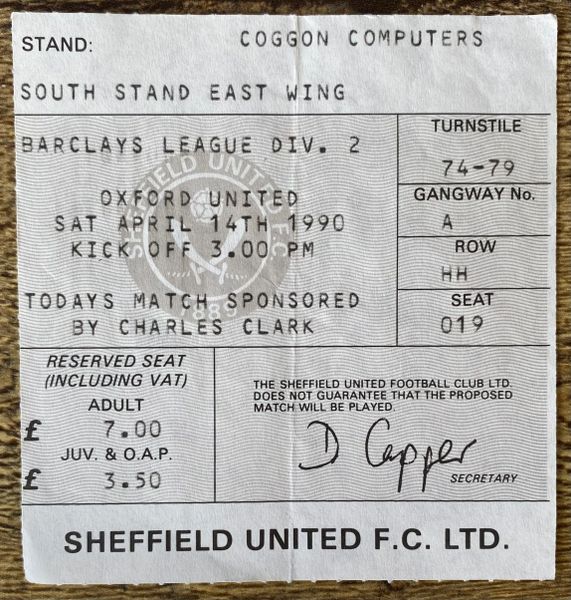 STAND: COGGON COMPUTERS
SOUTH STAND EAST WING
BARCLAYS LEAGUE DIV. 2
OXFORD UNITED
SAT APRIL 14TH 1990
KICK OFF 3.00 PM
TODAYS MATCH SPONSORED
BY CHARLES CLARK
SHEFFIELD UNITED F.C.
1889
TURNSTILE
74-79
GANGWAY No.
A
ROW
HH
SEAT
019
RESERVED SEAT
(INCLUDING VAT)
ADULT
£ 7.00
JUV. & O.A.P.
£ 3.50
THE SHEFFIELD UNITED FOOTBALL CLUB LTD.
DOES NOT GUARANTEE THAT THE PROPOSED
MATCH WILL BE PLAYED.
D Capper
SECRETARY
SHEFFIELD UNITED F.C. LTD.